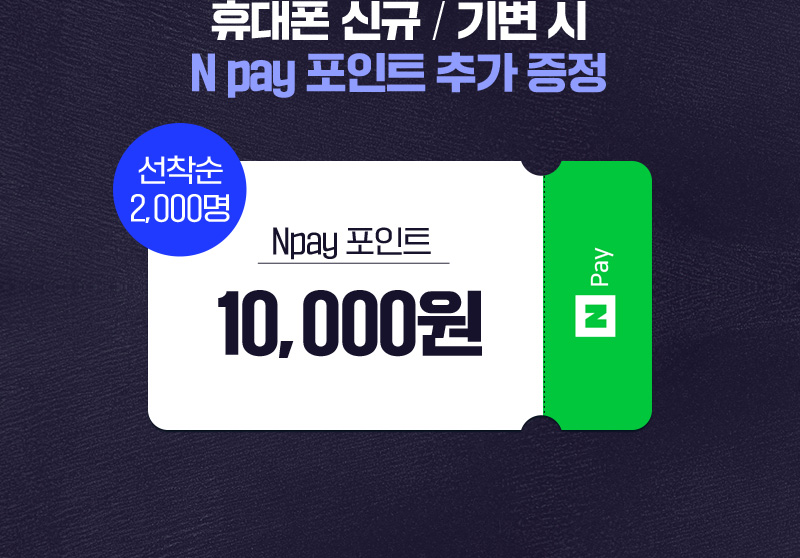 휴대폰 신규 / 기변 시
N pay 포인트 추가 증정
선착순
2,000명
Npay 포인트
10,000원
N Pay